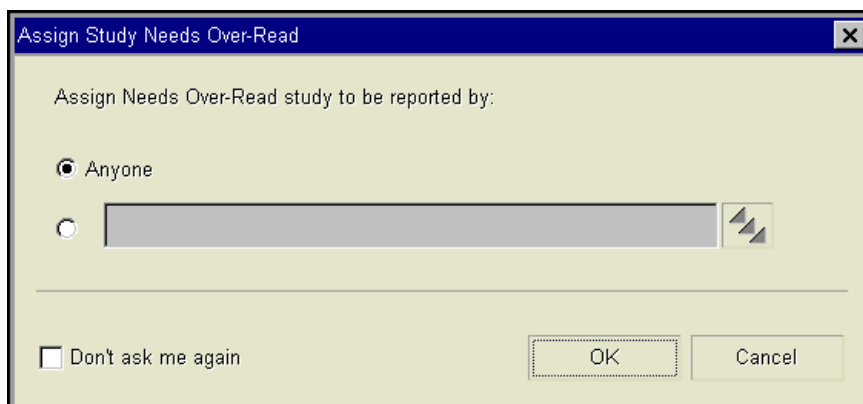 Assign Study Needs Over-Read
Assign Needs Over-Read study to be reported by:
Anyone
Don't ask me again
OK
Cancel